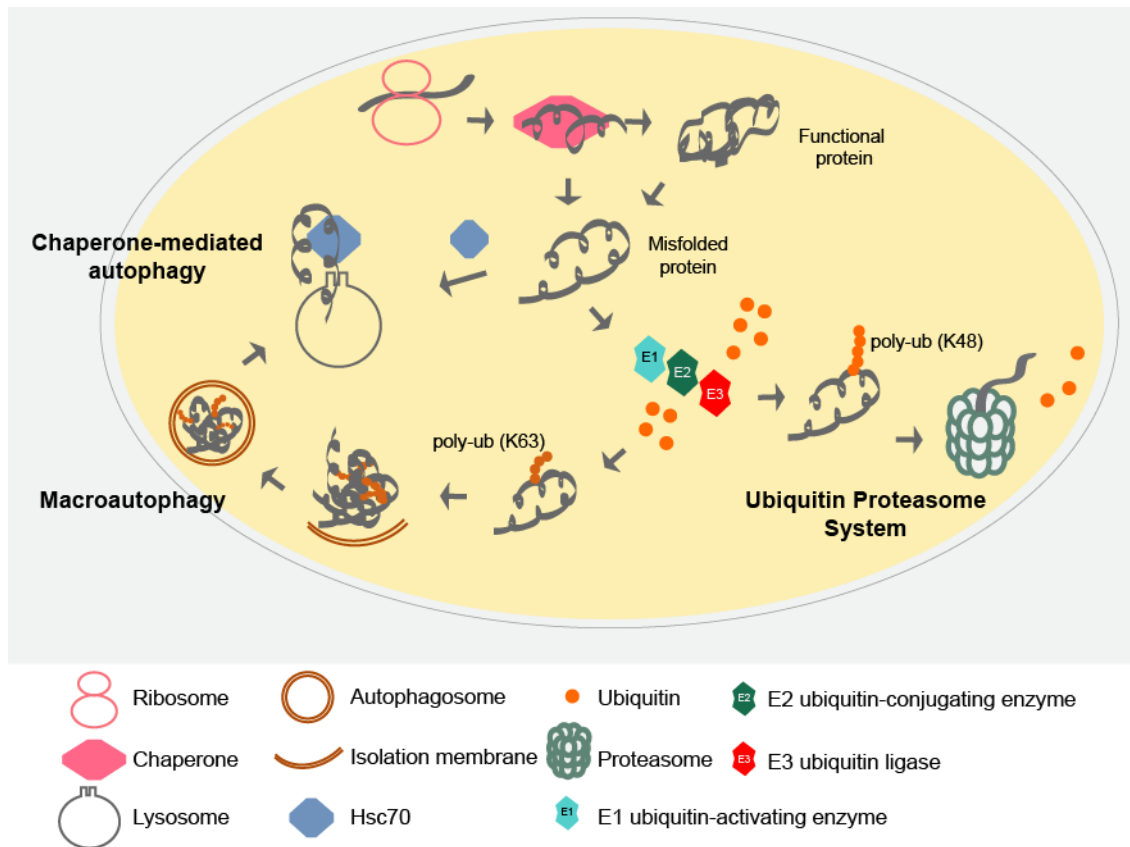 Functional
protein
Chaperone-mediated
autophagy
Misfolded
protein
E1
E2
E3
poly-ub (K48)
poly-ub (K63)
Macroautophagy
Ubiquitin Proteasome
System
Ribosome
Autophagosome
Ubiquitin
E2
E2 ubiquitin-conjugating enzyme
Chaperone
Isolation membrane
Proteasome
E3
E3 ubiquitin ligase
Lysosome
Hsc70
E1
E1 ubiquitin-activating enzyme